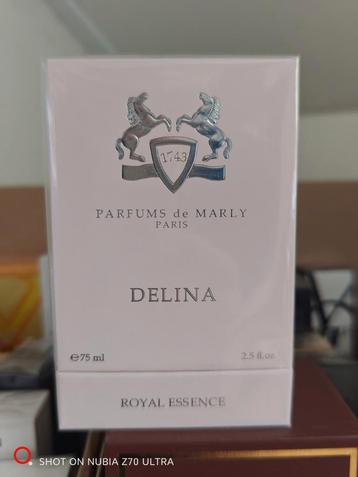 1743
PARFUMS de MARLY
PARIS
DELINA
℮75 ml 2.5 fl.oz.
ROYAL ESSENCE
SHOT ON NUBIA Z70 ULTRA